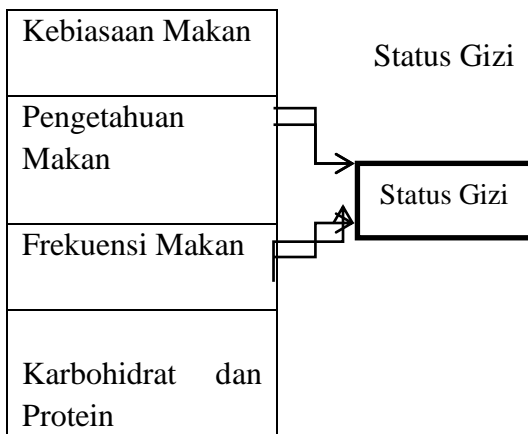 Kebiasaan Makan
Status Gizi
Pengetahuan
Makan
Status Gizi
Frekuensi Makan
Karbohidrat dan
Protein